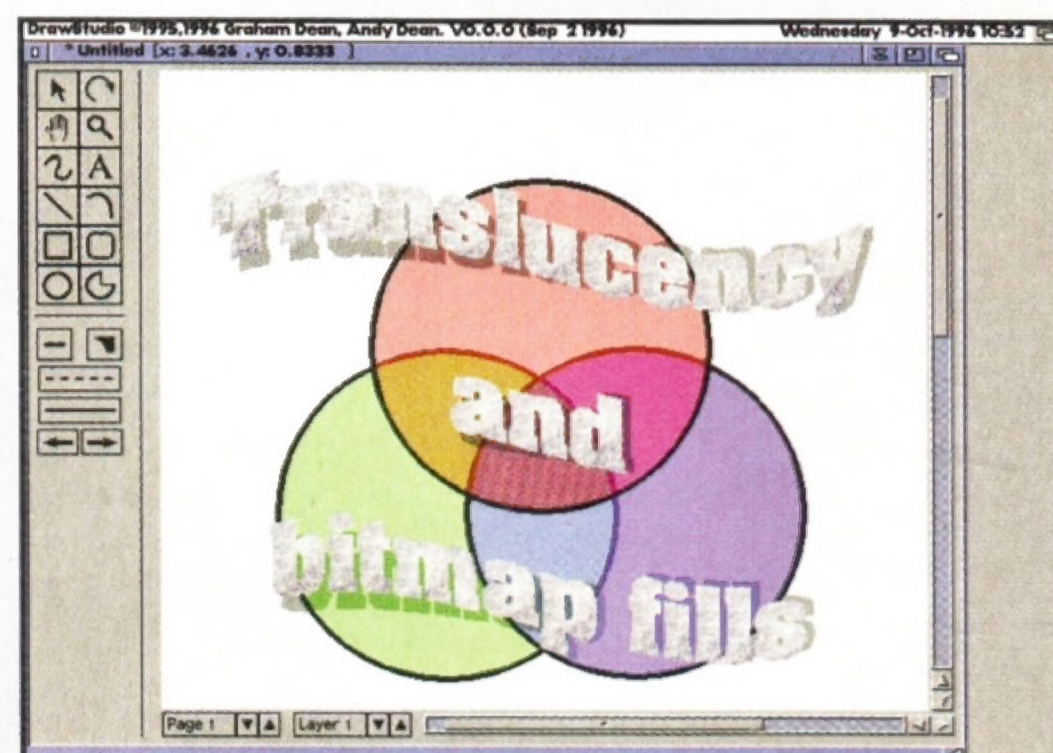 DrawStudio ©1995,1996 Graham Dean, Andy Dean. V0.0.0 (Sep 2 1996)
Wednesday 9-Oct-1996 10:52
* Untitled [x: 3.4626 , y: 0.8333 ]
A
Translucency
and
bitmap fills
Page 1
Layer 1